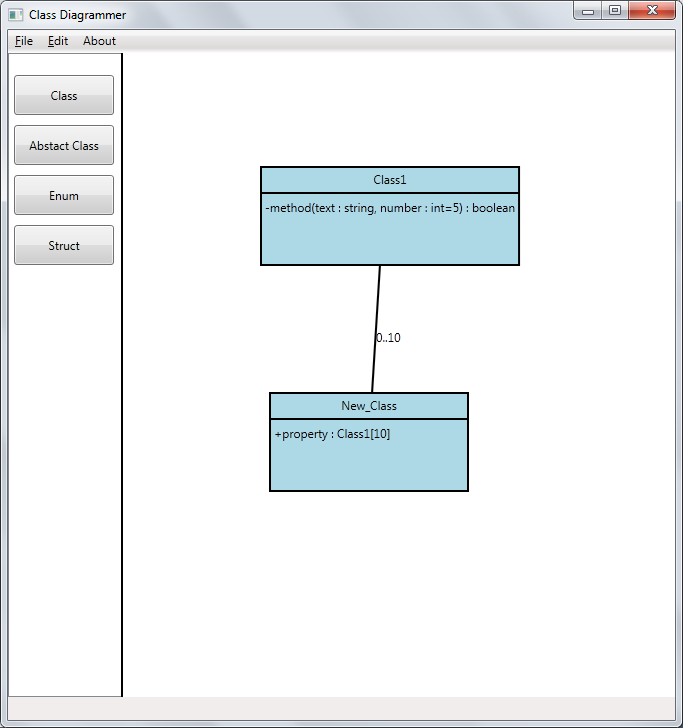 Class Diagrammer
File Edit About
Class
Abstact Class
Enum
Struct
Class1
-method(text : string, number : int=5) : boolean
0..10
New_Class
+property : Class1[10]